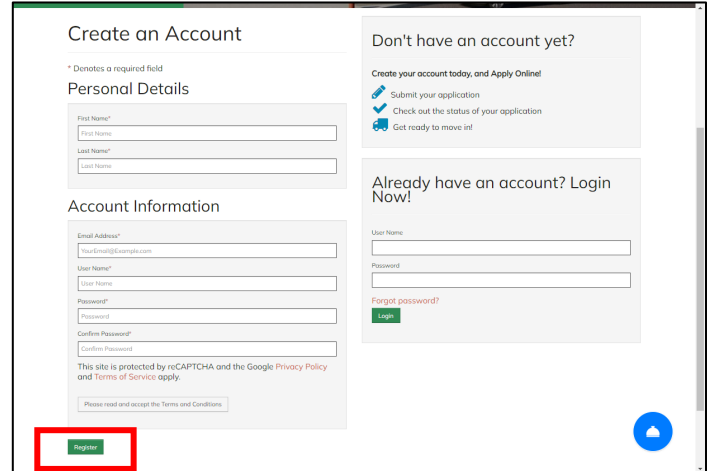 Create an Account
* Denotes a required field
Personal Details
First Name*
First Name
Last Name*
Last Name
Account Information
Email Address*
YourEmail@Example.com
User Name*
User Name
Password*
Password
Confirm Password*
Confirm Password
This site is protected by reCAPTCHA and the Google Privacy Policy
and Terms of Service apply.
Please read and accept the Terms and Conditions
Register
Don't have an account yet?
Create your account today, and Apply Online!
Submit your application
Check out the status of your application
Get ready to move in!
Already have an account? Login
Now!
User Name
Password
Forgot password?
Login